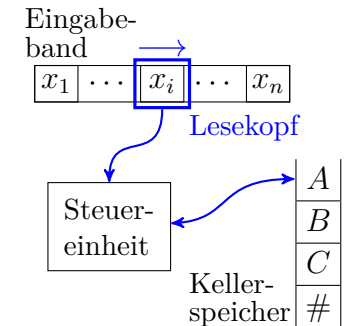 Eingabe-
band
x₁ ⋯ xᵢ ⋯ xₙ
Lesekopf
Steuer-
einheit
A
B
C
Keller-
speicher
#